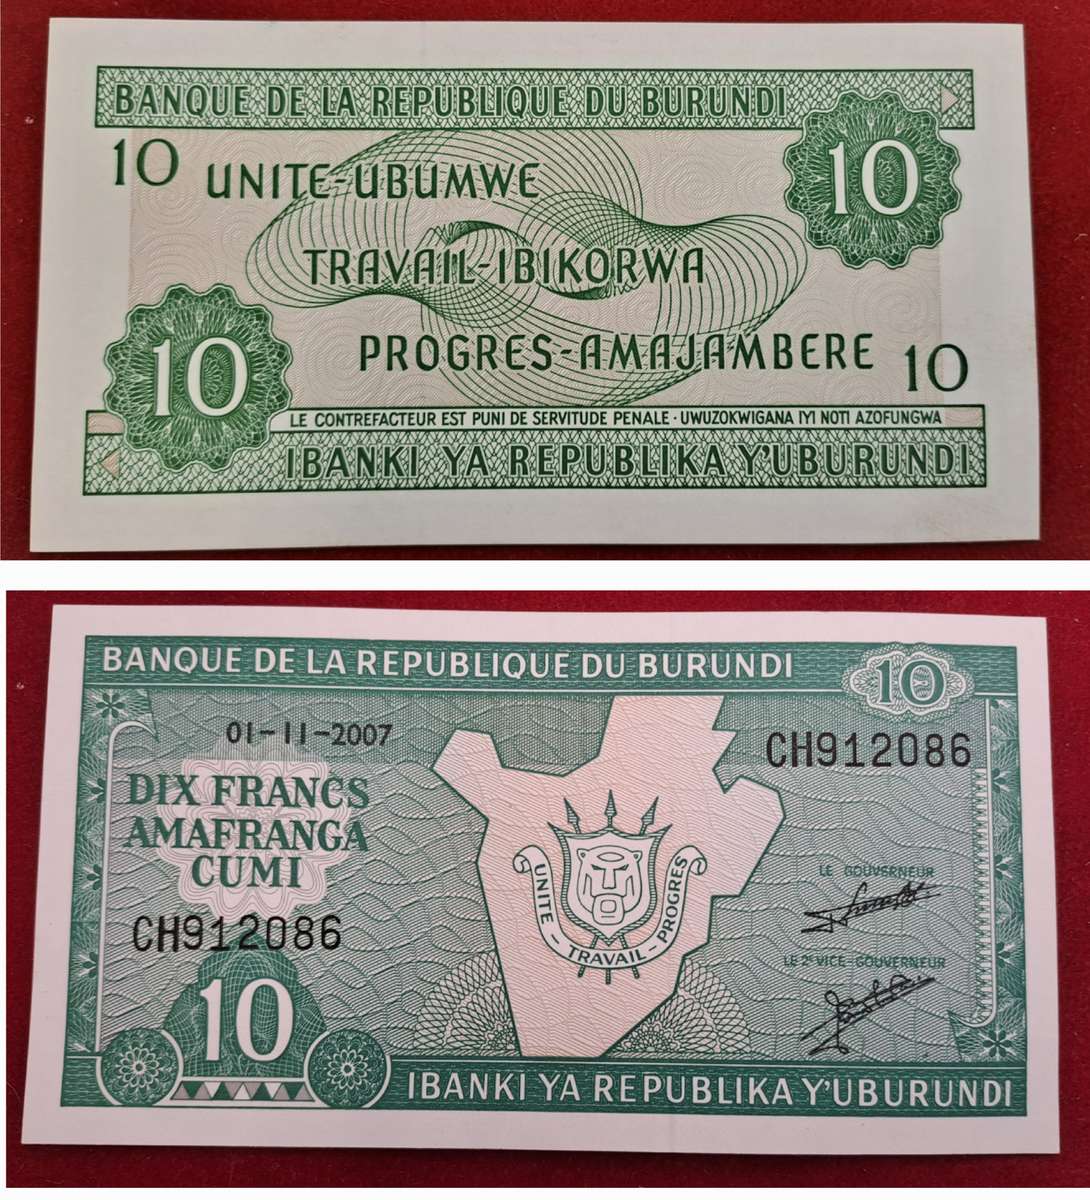 BANQUE DE LA REPUBLIQUE DU BURUNDI
10
10
UNITE-UBUMWE
TRAVAIL-IBIKORWA
PROGRES-AMAJAMBERE
10
10
LE CONTREFACTEUR EST PUNI DE SERVITUDE PENALE · UWUZOKWIGANA IYI NOTI AZOFUNGWA
IBANKI YA REPUBLIKA Y'UBURUNDI
BANQUE DE LA REPUBLIQUE DU BURUNDI
10
01-11-2007
CH912086
DIX FRANCS
AMAFRANGA
CUMI
UNITE - TRAVAIL - PROGRES
LE GOUVERNEUR
CH912086
LE 2e VICE-GOUVERNEUR
10
IBANKI YA REPUBLIKA Y'UBURUNDI